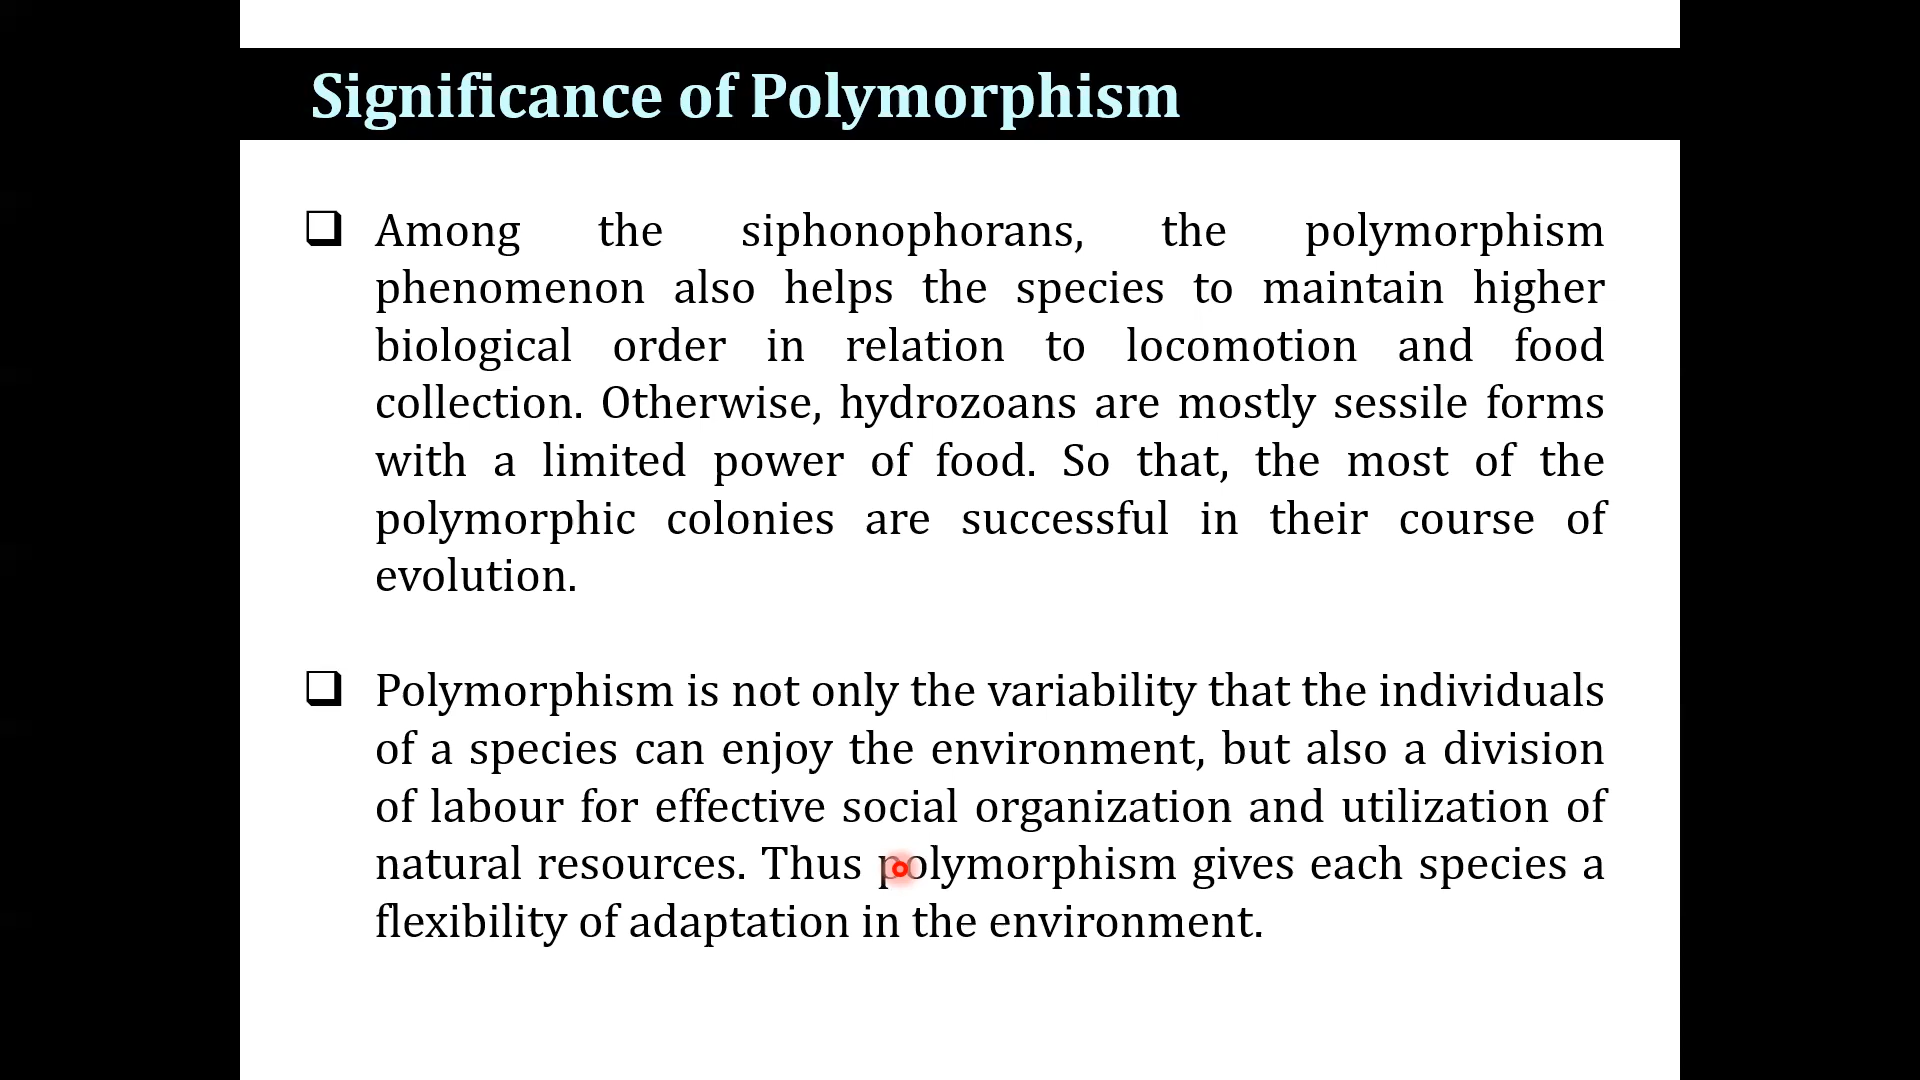 Significance of Polymorphism
Among the siphonophorans, the polymorphism
phenomenon also helps the species to maintain higher
biological order in relation to locomotion and food
collection. Otherwise, hydrozoans are mostly sessile forms
with a limited power of food. So that, the most of the
polymorphic colonies are successful in their course of
evolution.
Polymorphism is not only the variability that the individuals
of a species can enjoy the environment, but also a division
of labour for effective social organization and utilization of
natural resources. Thus polymorphism gives each species a
flexibility of adaptation in the environment.